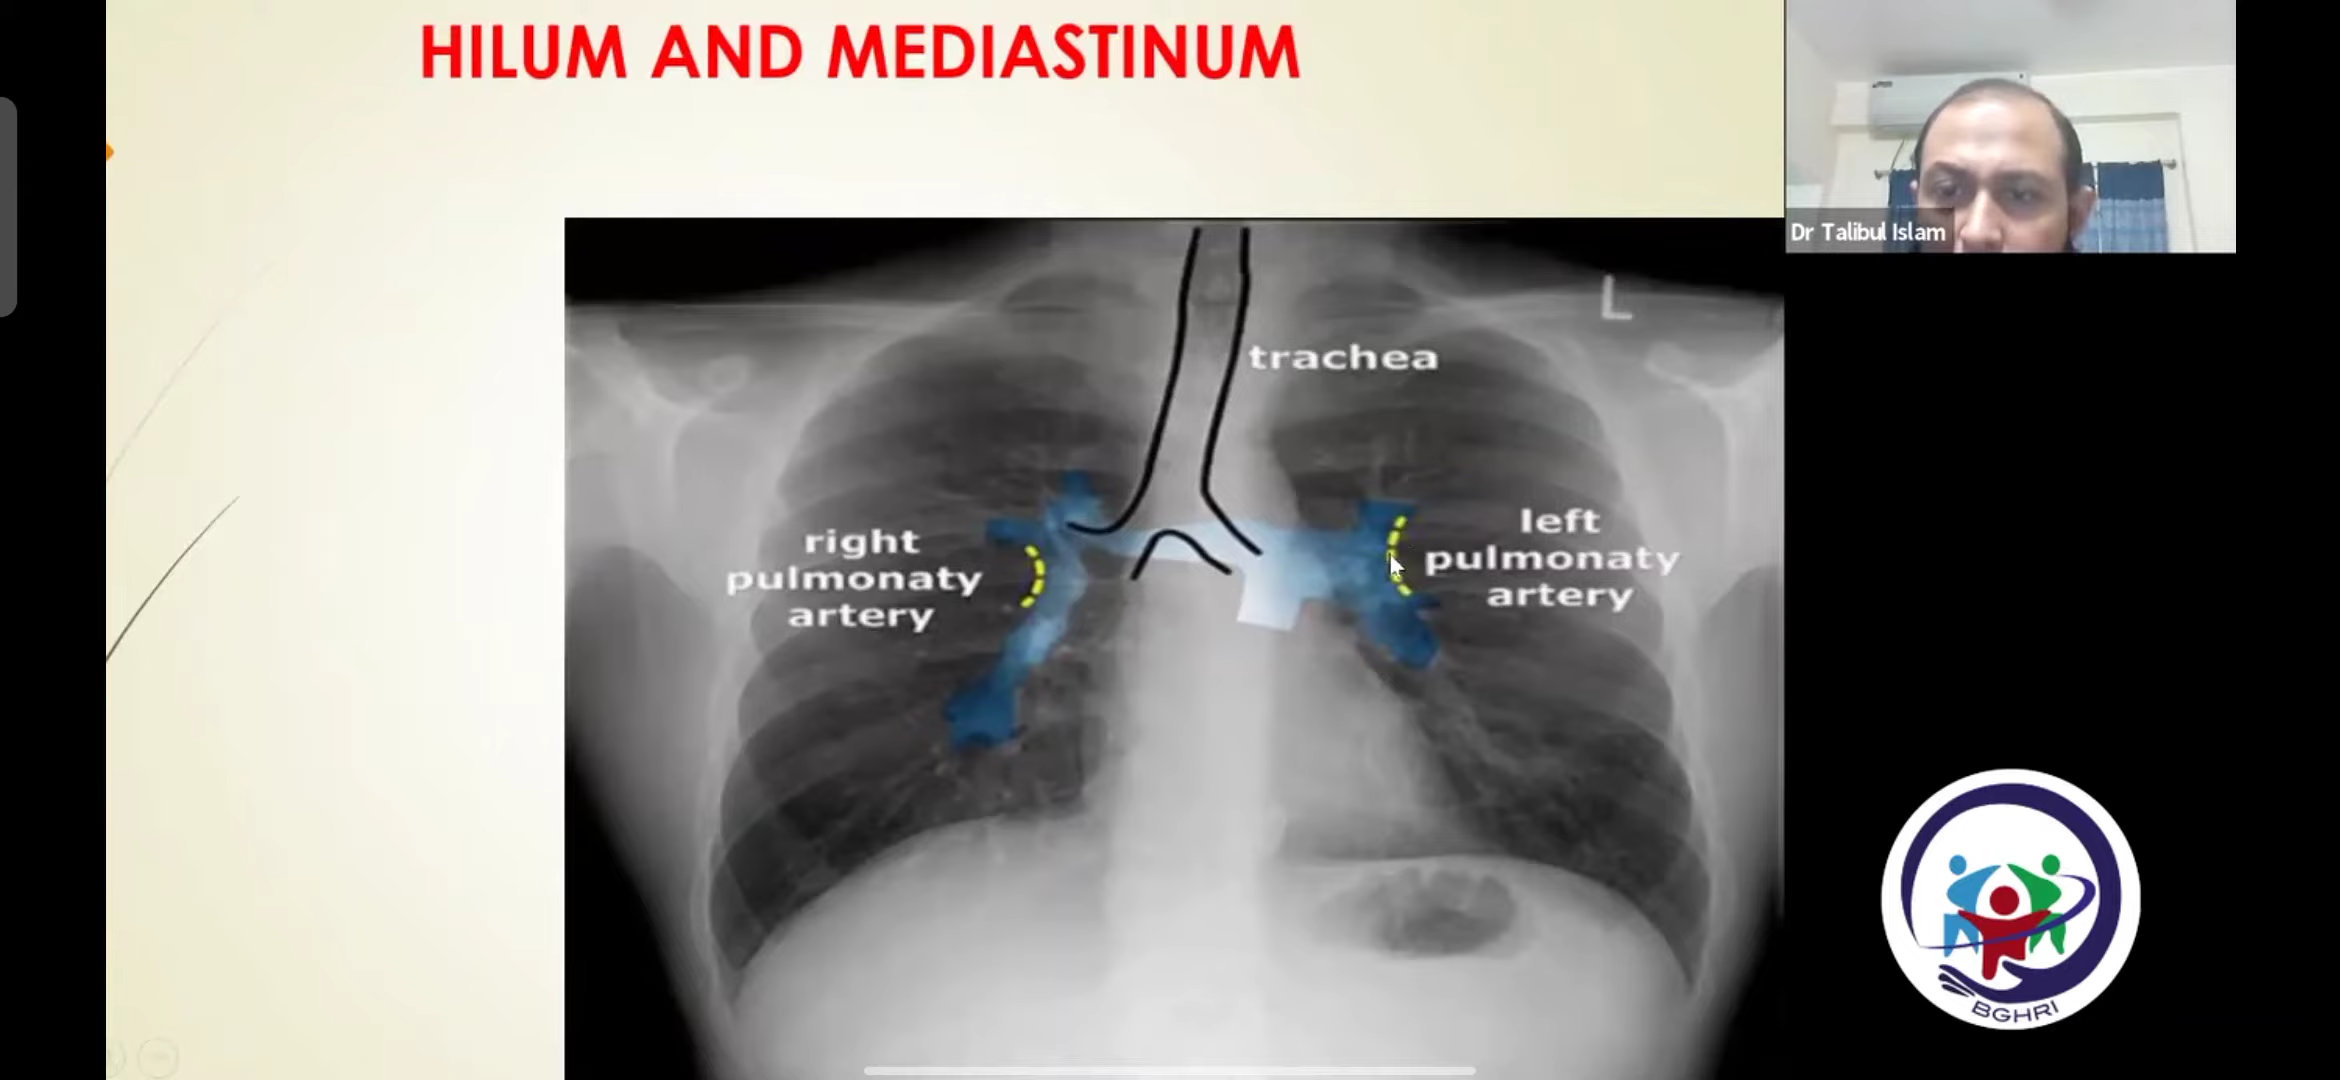 HILUM AND MEDIASTINUM
Dr Talibul Islam
L
trachea
right
pulmonaty
artery
left
pulmonaty
artery
BGHRI